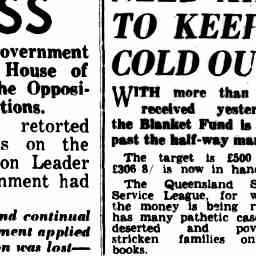 SS
overnment
House of
he Opposi-
tions.
retorted
s on the
on Leader
nment had
nd continual
ment applied
n was lost—
TO KEEP
COLD OU
WITH more than
received yester
the Blanket Fund is
past the half-way ma
The target is £500
£306 8/ is now in han
The Queensland S
Service League, for w
the money is being r
has many pathetic case
deserted and pov
stricken families on
books.